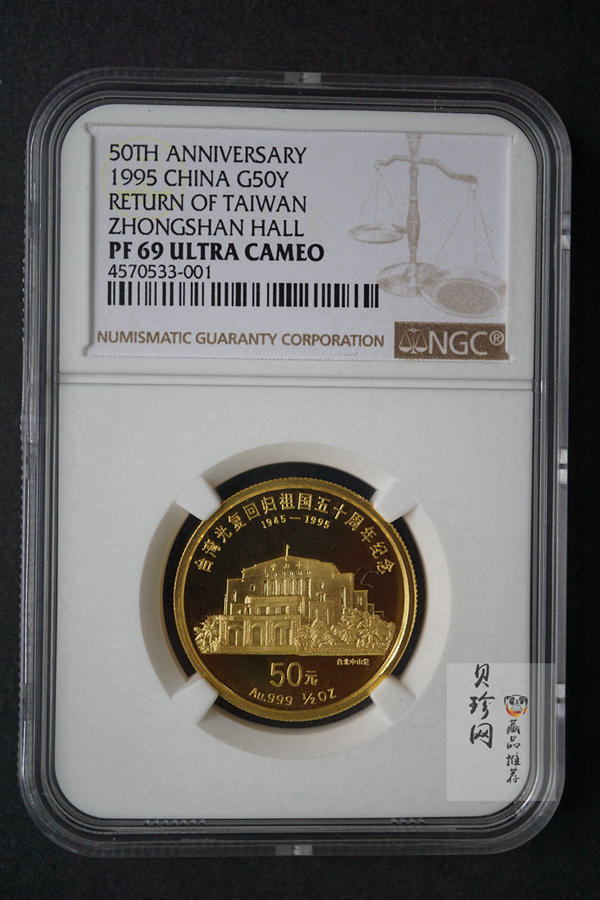 50TH ANNIVERSARY
1995 CHINA G50Y
RETURN OF TAIWAN
ZHONGSHAN HALL
PF 69 ULTRA CAMEO
4570533-001
NUMISMATIC GUARANTY CORPORATION
NGC®
台湾光复回归祖国五十周年纪念
1945—1995
台北中山堂
50元
Au.999 ½OZ
贝珍网
藏品推荐